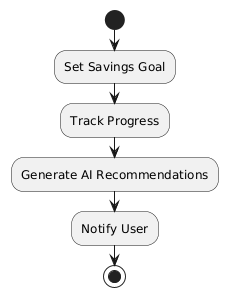 Set Savings Goal
Track Progress
Generate AI Recommendations
Notify User